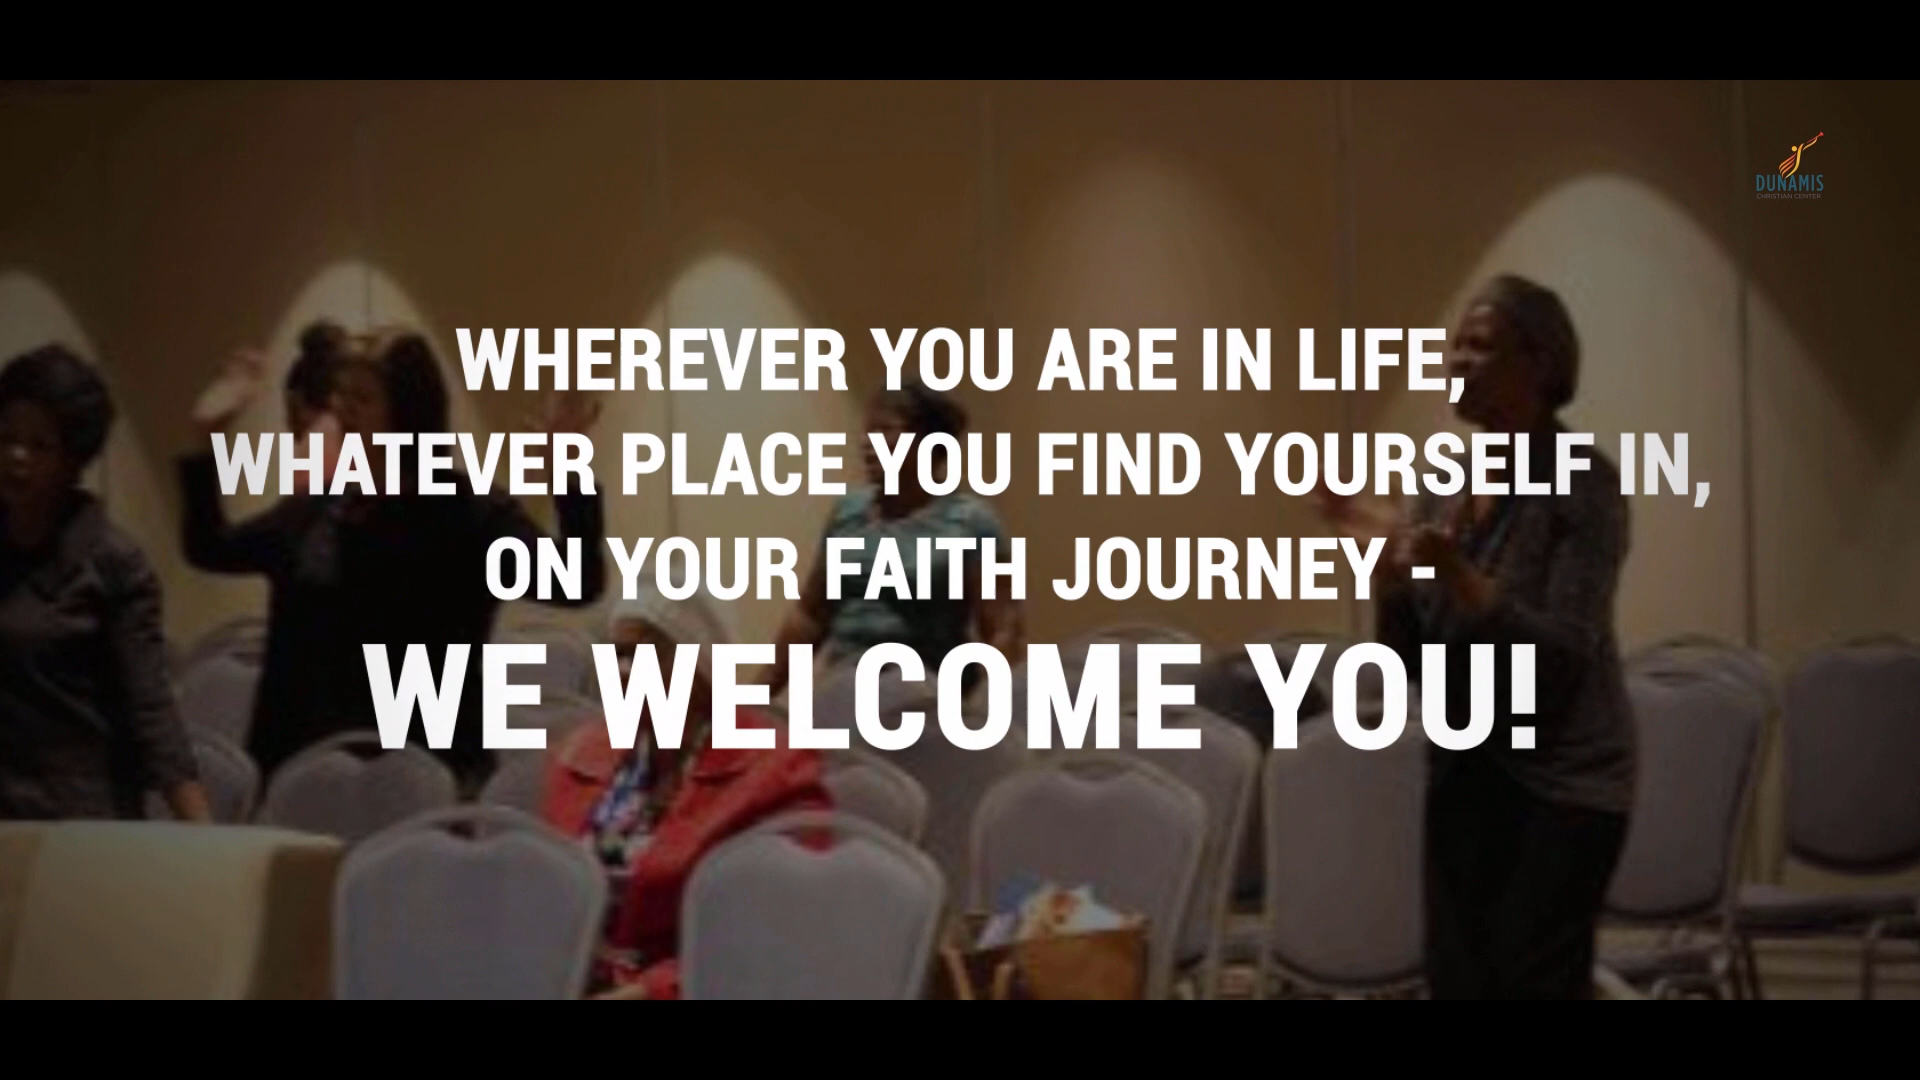 DUNAMIS
CHRISTIAN CENTER
WHEREVER YOU ARE IN LIFE,
WHATEVER PLACE YOU FIND YOURSELF IN,
ON YOUR FAITH JOURNEY -
WE WELCOME YOU!